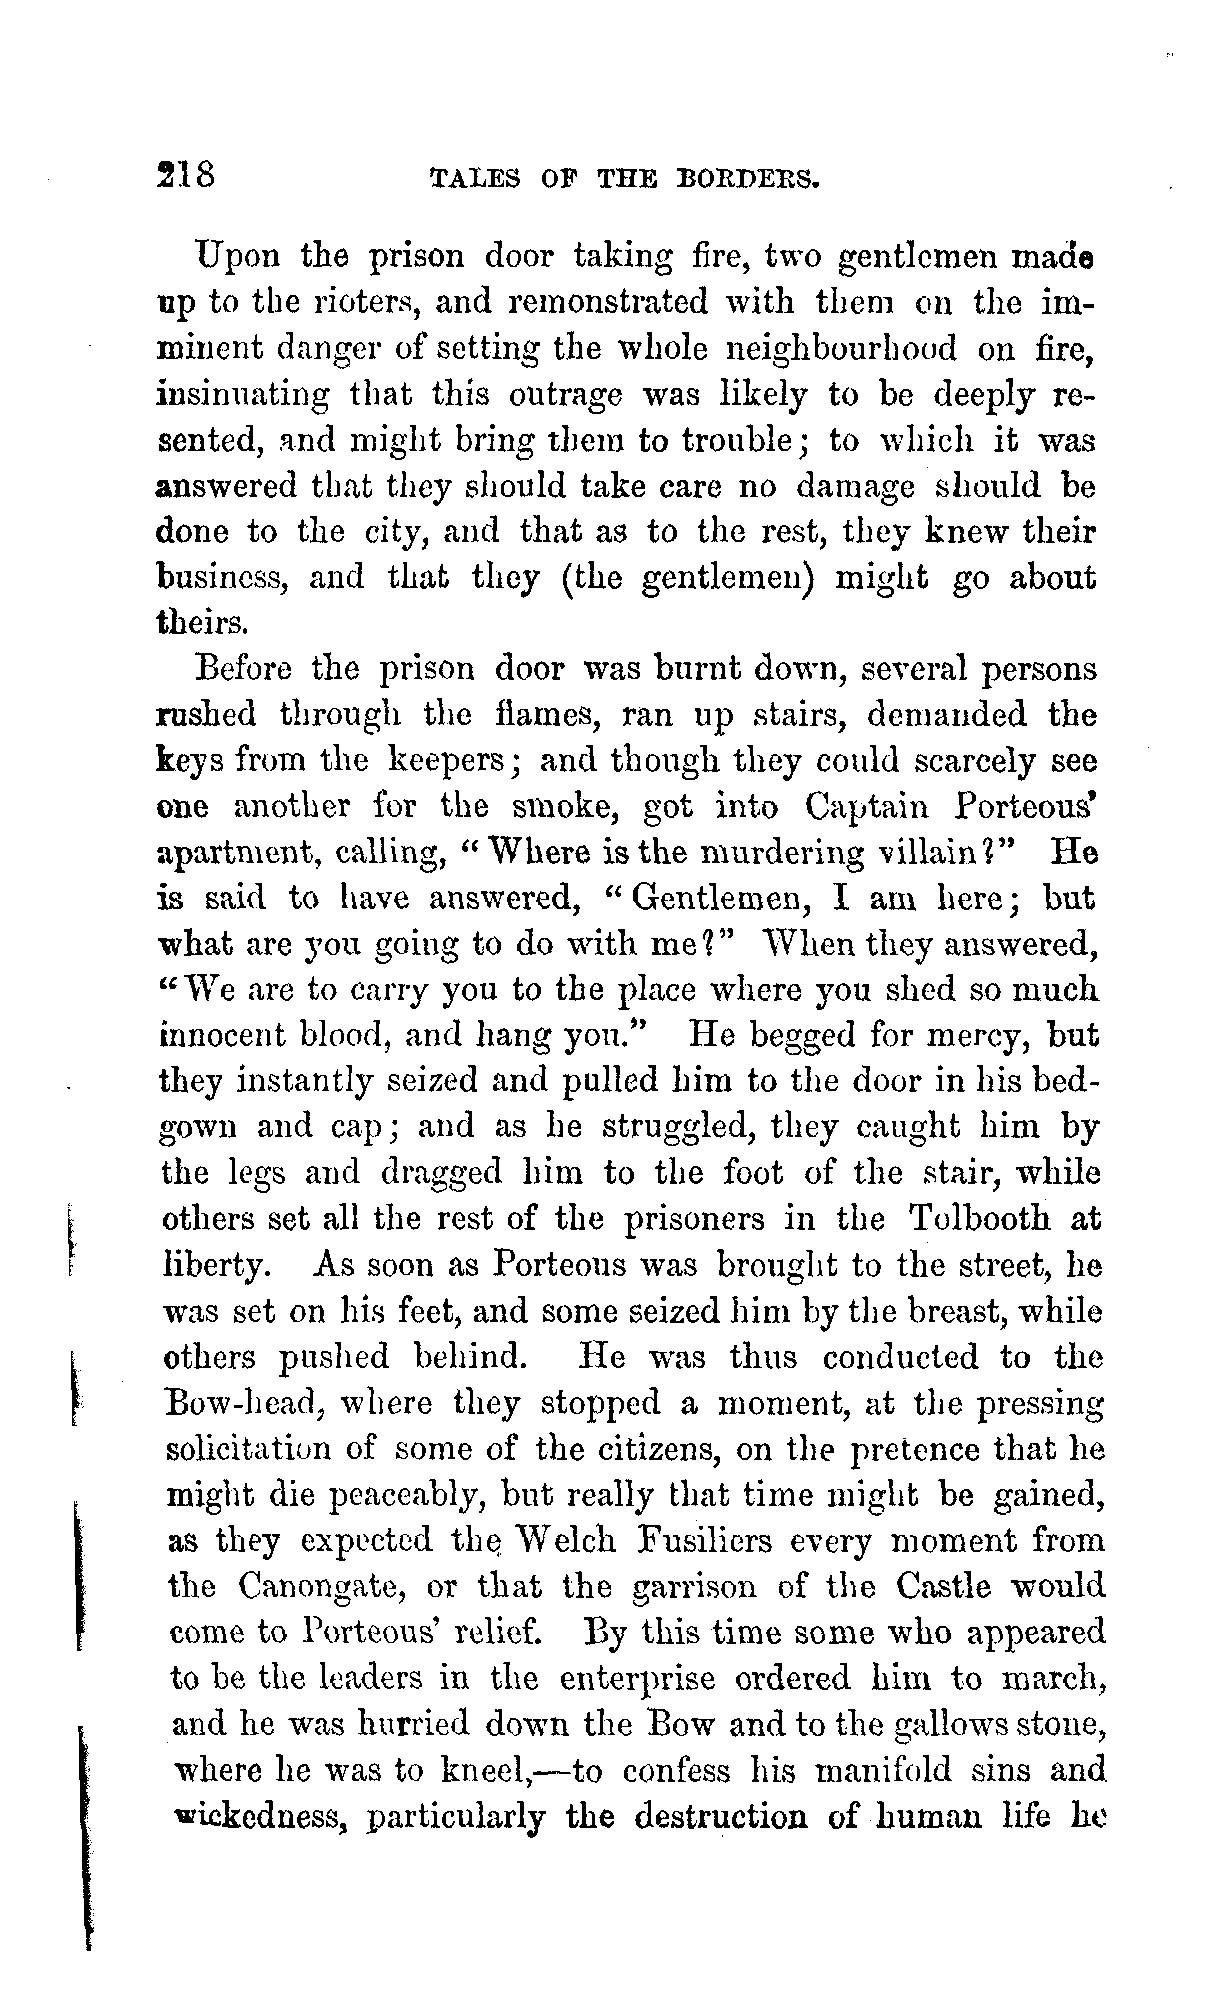 218 TALES OF THE BORDERS.
Upon the prison door taking fire, two gentlemen made
up to the rioters, and remonstrated with them on the im-
minent danger of setting the whole neighbourhood on fire,
insinuating that this outrage was likely to be deeply re-
sented, and might bring them to trouble; to which it was
answered that they should take care no damage should be
done to the city, and that as to the rest, they knew their
business, and that they (the gentlemen) might go about
theirs.
Before the prison door was burnt down, several persons
rushed through the flames, ran up stairs, demanded the
keys from the keepers; and though they could scarcely see
one another for the smoke, got into Captain Porteous'
apartment, calling, "Where is the murdering villain?" He
is said to have answered, "Gentlemen, I am here; but
what are you going to do with me?" When they answered,
"We are to carry you to the place where you shed so much
innocent blood, and hang you." He begged for mercy, but
they instantly seized and pulled him to the door in his bed-
gown and cap; and as he struggled, they caught him by
the legs and dragged him to the foot of the stair, while
others set all the rest of the prisoners in the Tolbooth at
liberty. As soon as Porteous was brought to the street, he
was set on his feet, and some seized him by the breast, while
others pushed behind. He was thus conducted to the
Bow-head, where they stopped a moment, at the pressing
solicitation of some of the citizens, on the pretence that he
might die peaceably, but really that time might be gained,
as they expected the Welch Fusiliers every moment from
the Canongate, or that the garrison of the Castle would
come to Porteous' relief. By this time some who appeared
to be the leaders in the enterprise ordered him to march,
and he was hurried down the Bow and to the gallows stone,
where he was to kneel,—to confess his manifold sins and
wickedness, particularly the destruction of human life he